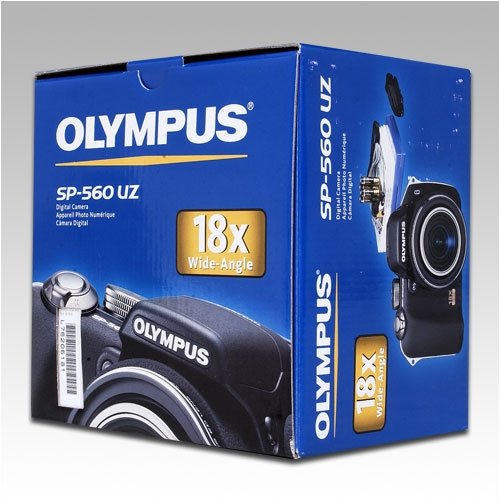 OLYMPUS®
SP-560 UZ
Digital Camera
Appareil Photo Numérique
Cámara Digital
18x
Wide-Angle
OLYMPUS
L76205181
SP-560 UZ
Digital Camera
Appareil Photo Numérique
Cámara Digital
OLYMPUS
OLYMPUS
18x
Wide-Angle